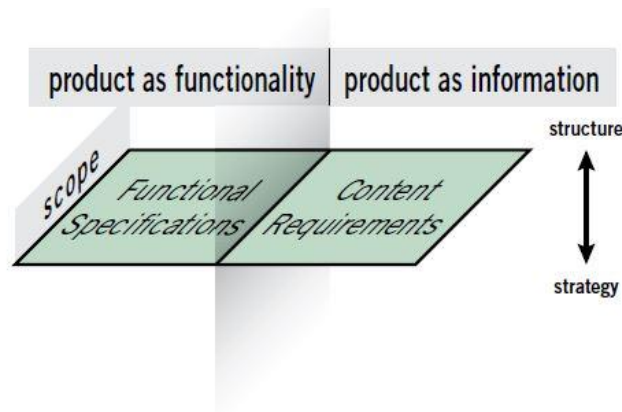 product as functionality
product as information
structure
scope
Functional
Specifications
Content
Requirements
strategy